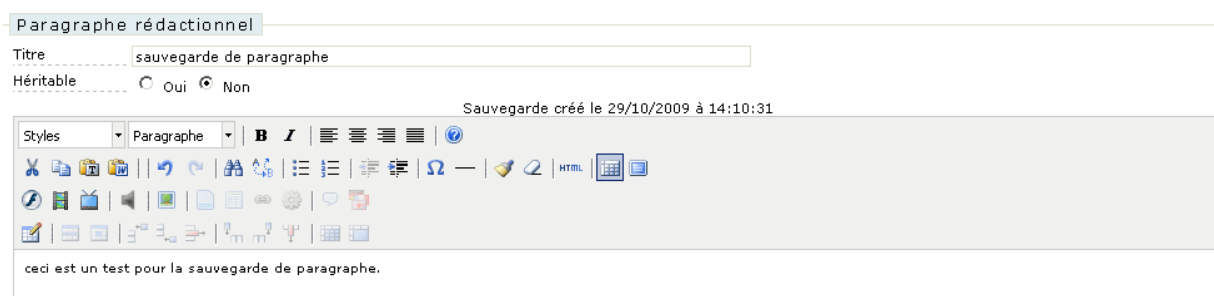 Paragraphe rédactionnel
Titre sauvegarde de paragraphe
Héritable Oui Non
Sauvegarde créé le 29/10/2009 à 14:10:31
Styles Paragraphe B I
HTML
ceci est un test pour la sauvegarde de paragraphe.